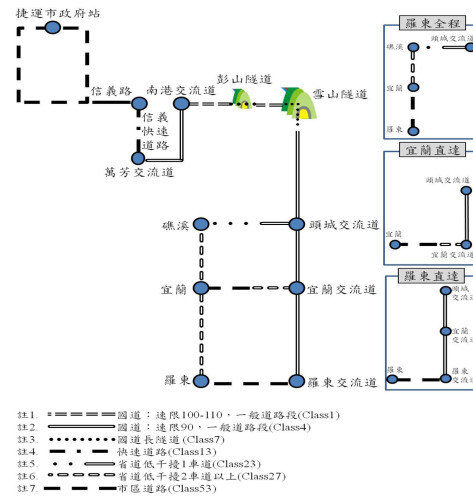 捷運市政府站
信義路
南港交流道
彭山隧道
雪山隧道
信義快速道路
萬芳交流道
礁溪
頭城交流道
宜蘭
宜蘭交流道
羅東
羅東交流道
羅東全程
礁溪
頭城交流道
宜蘭
羅東
宜蘭直達
頭城交流道
宜蘭
宜蘭交流道
羅東直達
頭城交流道
宜蘭交流道
羅東
羅東交流道
註1. 國道：速限100-110，一般道路段(Class1)
註2. 國道：速限90，一般道路段(Class4)
註3. 國道長隧道(Class7)
註4. 快速道路(Class13)
註5. 省道低干擾1車道(Class23)
註6. 省道低干擾2車道以上(Class27)
註7. 市區道路(Class53)